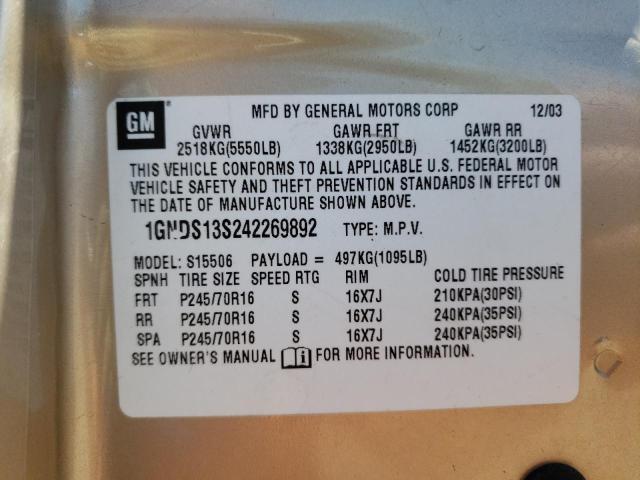 GM
MFD BY GENERAL MOTORS CORP 12/03
GVWR GAWR FRT GAWR RR
2518KG(5550LB) 1338KG(2950LB) 1452KG(3200LB)
THIS VEHICLE CONFORMS TO ALL APPLICABLE U.S. FEDERAL MOTOR
VEHICLE SAFETY AND THEFT PREVENTION STANDARDS IN EFFECT ON
THE DATE OF MANUFACTURE SHOWN ABOVE.
1GNDS13S242269892 TYPE: M.P.V.
MODEL: S15506 PAYLOAD = 497KG(1095LB)
SPNH TIRE SIZE SPEED RTG RIM COLD TIRE PRESSURE
FRT P245/70R16 S 16X7J 210KPA(30PSI)
RR P245/70R16 S 16X7J 240KPA(35PSI)
SPA P245/70R16 S 16X7J 240KPA(35PSI)
SEE OWNER'S MANUAL i FOR MORE INFORMATION.